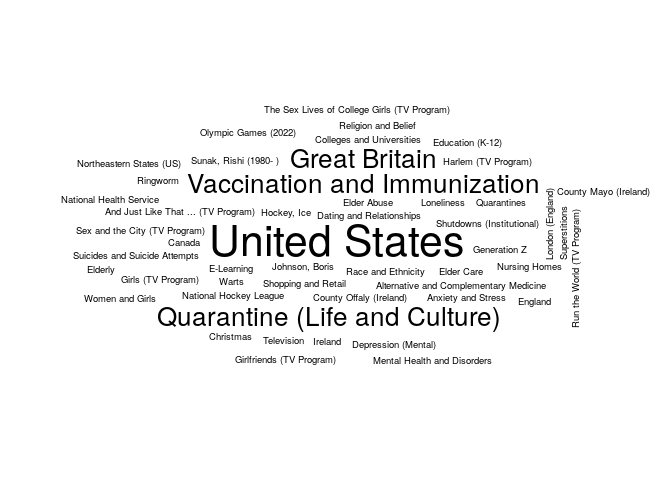 The Sex Lives of College Girls (TV Program)
Religion and Belief
Olympic Games (2022)
Colleges and Universities
Education (K-12)
Great Britain
Northeastern States (US)
Sunak, Rishi (1980- )
Harlem (TV Program)
Ringworm
Vaccination and Immunization
County Mayo (Ireland)
National Health Service
Elder Abuse
Loneliness
Quarantines
And Just Like That ... (TV Program)
Hockey, Ice
Dating and Relationships
Shutdowns (Institutional)
London (England)
Superstitions
Run the World (TV Program)
Sex and the City (TV Program)
Canada
United States
Generation Z
Suicides and Suicide Attempts
Elderly
E-Learning
Johnson, Boris
Race and Ethnicity
Elder Care
Nursing Homes
Girls (TV Program)
Warts
Shopping and Retail
Alternative and Complementary Medicine
Women and Girls
National Hockey League
County Offaly (Ireland)
Anxiety and Stress
England
Quarantine (Life and Culture)
Christmas
Television
Ireland
Depression (Mental)
Girlfriends (TV Program)
Mental Health and Disorders